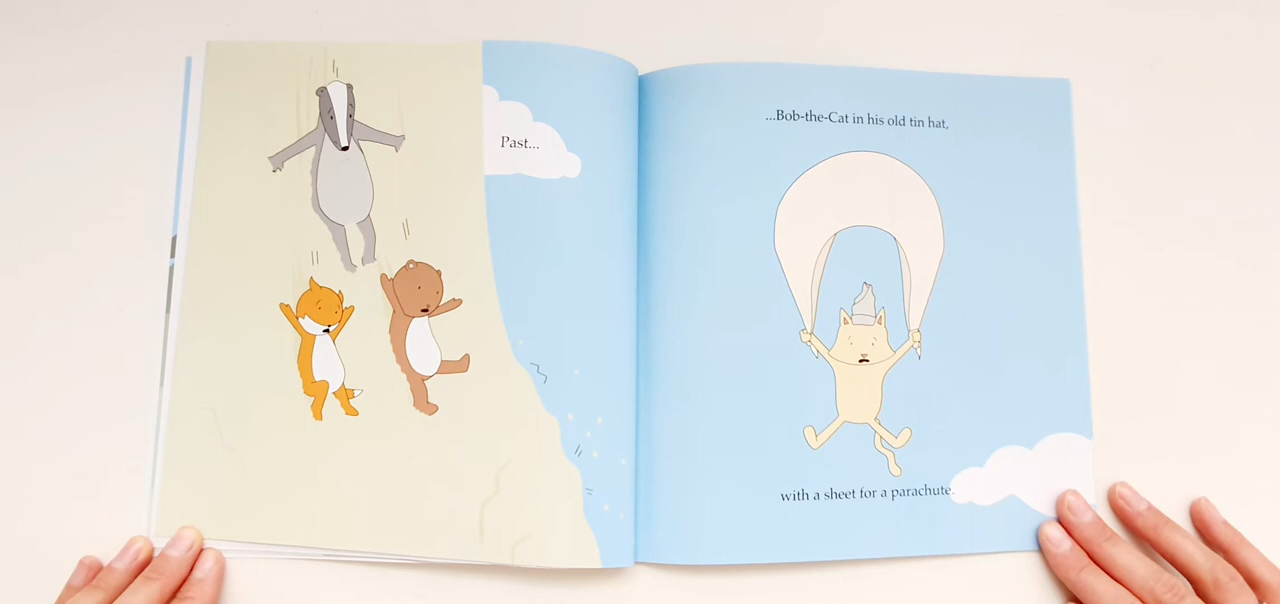 Past...
...Bob-the-Cat in his old tin hat,
with a sheet for a parachute.